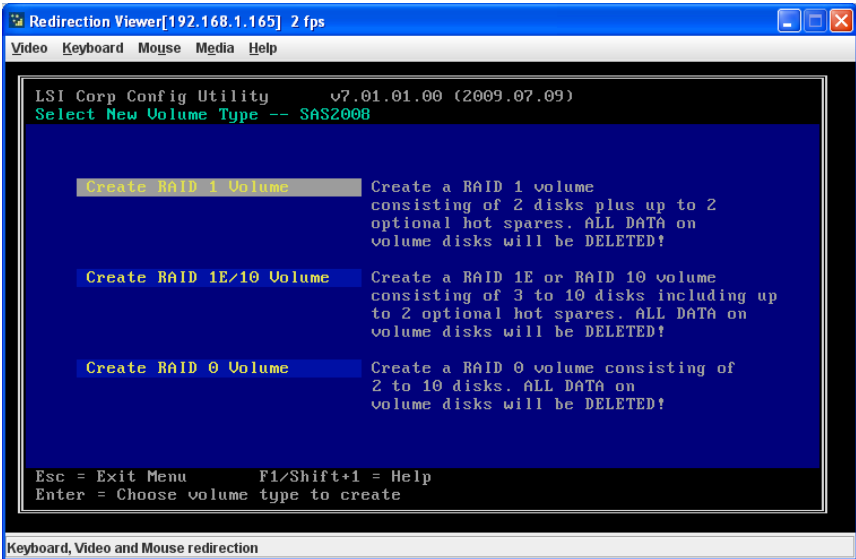 Redirection Viewer[192.168.1.165] 2 fps
Video Keyboard Mouse Media Help
LSI Corp Config Utility v7.01.01.00 (2009.07.09)
Select New Volume Type -- SAS2008
Create RAID 1 Volume Create a RAID 1 volume
consisting of 2 disks plus up to 2
optional hot spares. ALL DATA on
volume disks will be DELETED!
Create RAID 1E/10 Volume Create a RAID 1E or RAID 10 volume
consisting of 3 to 10 disks including up
to 2 optional hot spares. ALL DATA on
volume disks will be DELETED!
Create RAID 0 Volume Create a RAID 0 volume consisting of
2 to 10 disks. ALL DATA on
volume disks will be DELETED!
Esc = Exit Menu F1/Shift+1 = Help
Enter = Choose volume type to create
Keyboard, Video and Mouse redirection